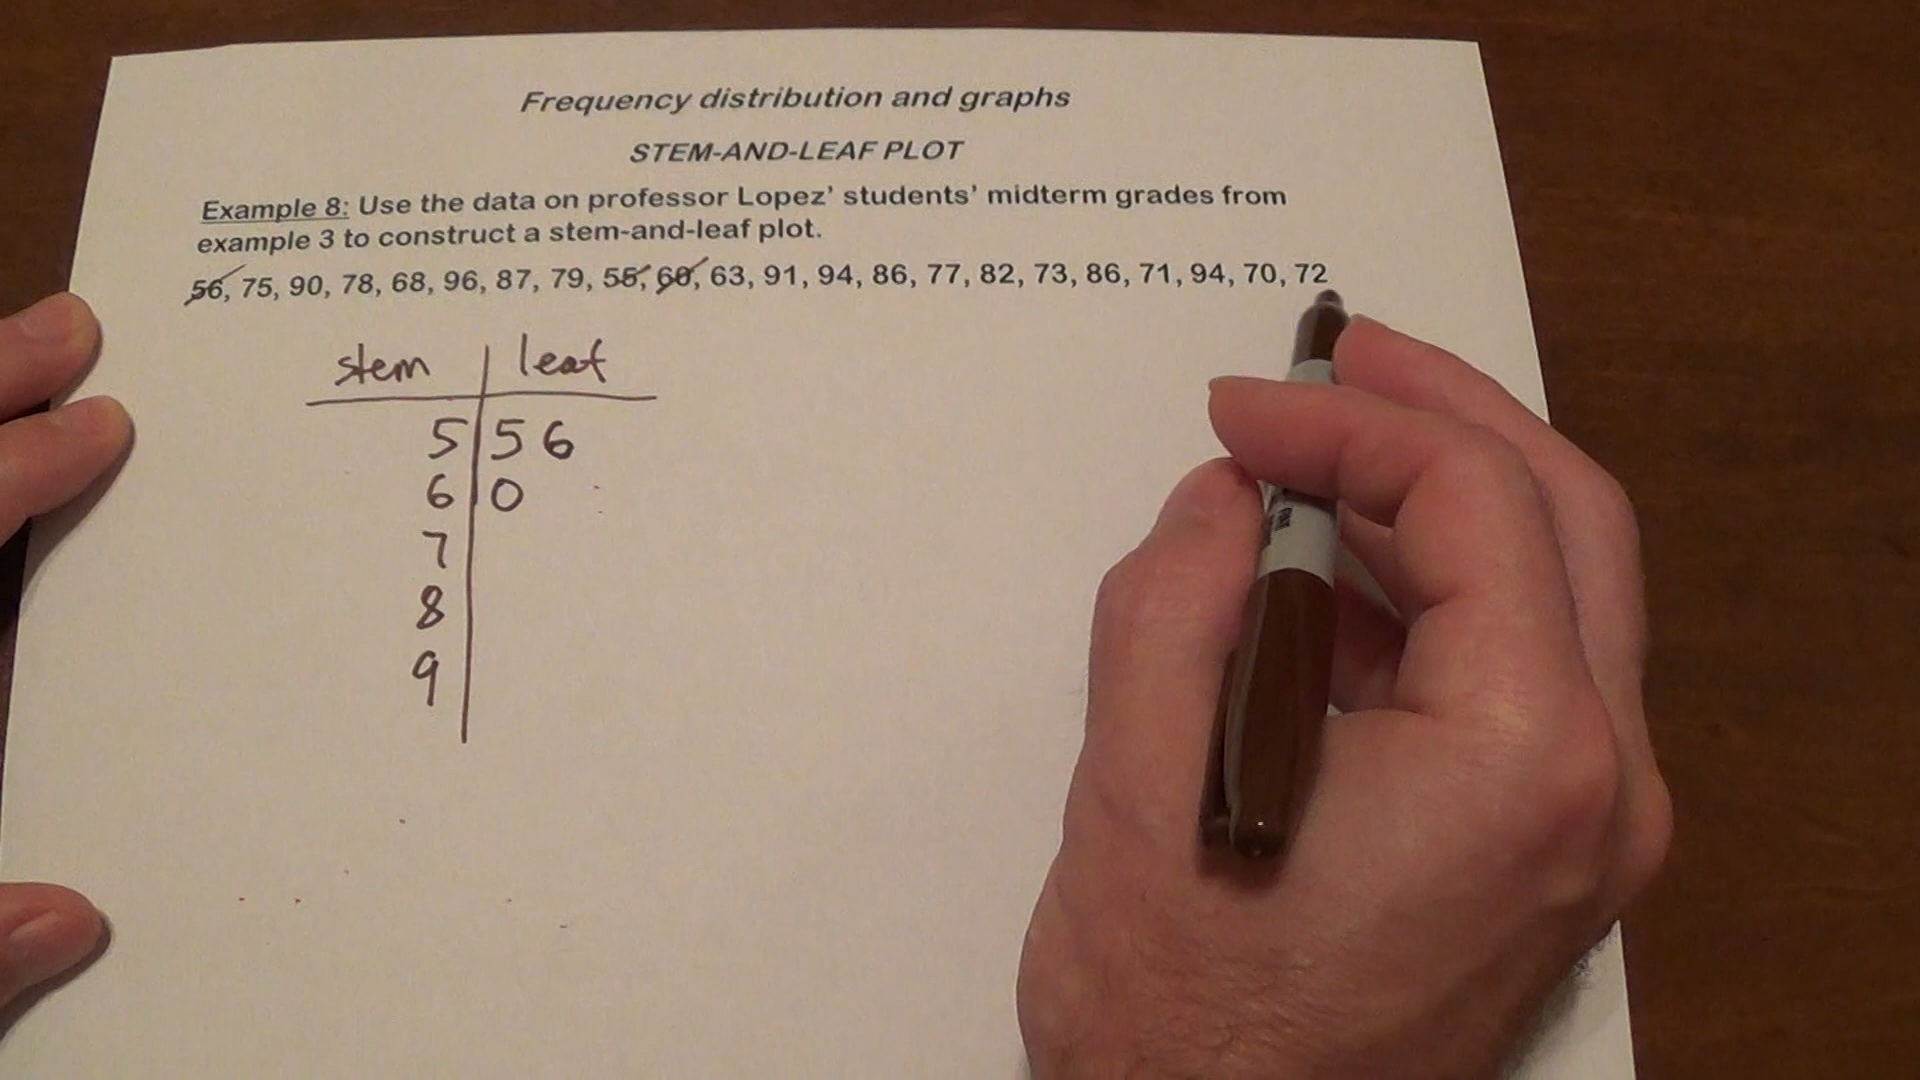 Frequency distribution and graphs
STEM-AND-LEAF PLOT
Example 8: Use the data on professor Lopez’ students’ midterm grades from
example 3 to construct a stem-and-leaf plot.
56, 75, 90, 78, 68, 96, 87, 79, 55, 60, 63, 91, 94, 86, 77, 82, 73, 86, 71, 94, 70, 72
stem leaf
5 5 6
6 0
7
8
9